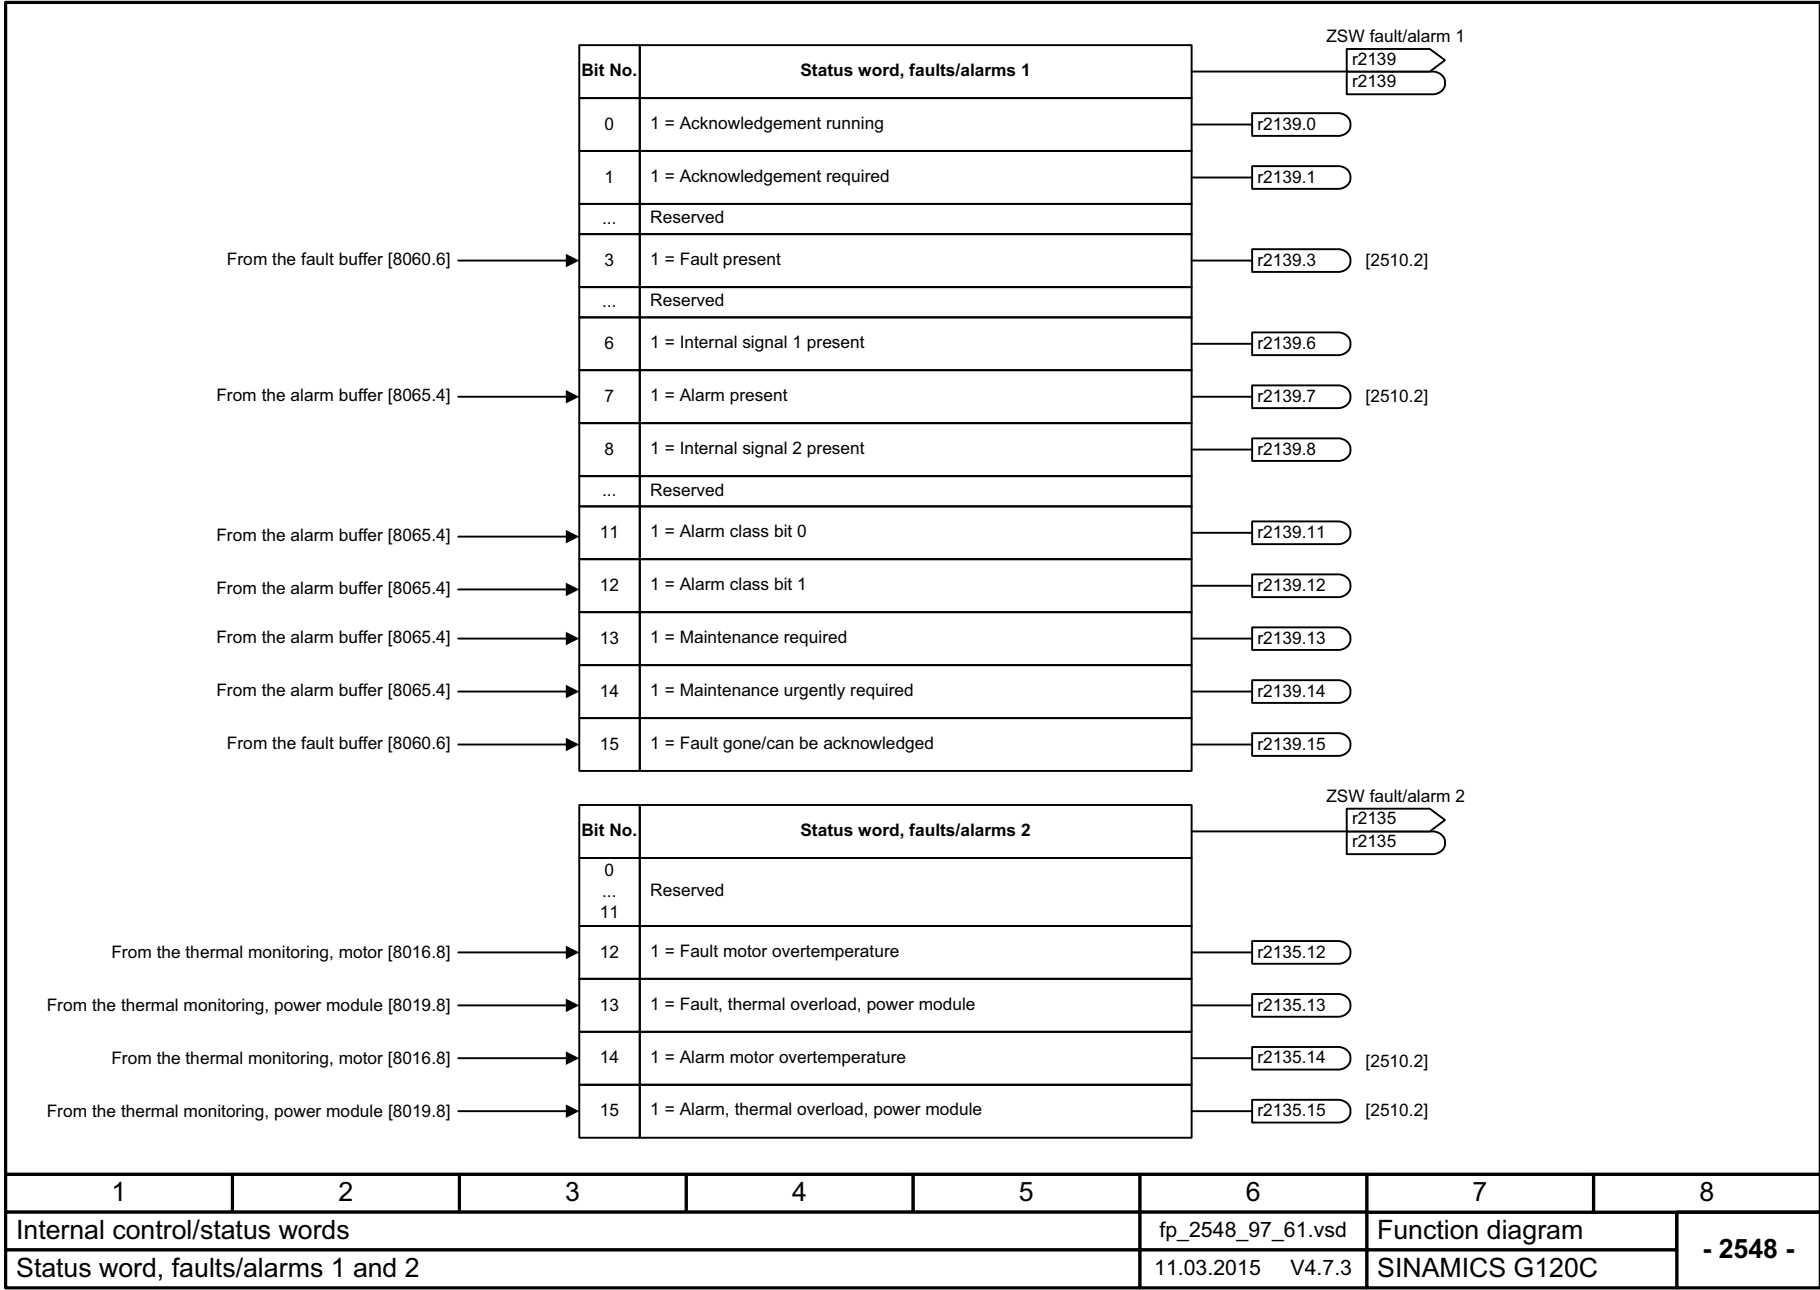 ZSW fault/alarm 1
Bit No. Status word, faults/alarms 1 r2139
r2139
0 1 = Acknowledgement running r2139.0
1 1 = Acknowledgement required r2139.1
... Reserved
From the fault buffer [8060.6] 3 1 = Fault present r2139.3 [2510.2]
... Reserved
6 1 = Internal signal 1 present r2139.6
From the alarm buffer [8065.4] 7 1 = Alarm present r2139.7 [2510.2]
8 1 = Internal signal 2 present r2139.8
... Reserved
From the alarm buffer [8065.4] 11 1 = Alarm class bit 0 r2139.11
From the alarm buffer [8065.4] 12 1 = Alarm class bit 1 r2139.12
From the alarm buffer [8065.4] 13 1 = Maintenance required r2139.13
From the alarm buffer [8065.4] 14 1 = Maintenance urgently required r2139.14
From the fault buffer [8060.6] 15 1 = Fault gone/can be acknowledged r2139.15
ZSW fault/alarm 2
Bit No. Status word, faults/alarms 2 r2135
r2135
0
... Reserved
11
From the thermal monitoring, motor [8016.8] 12 1 = Fault motor overtemperature r2135.12
From the thermal monitoring, power module [8019.8] 13 1 = Fault, thermal overload, power module r2135.13
From the thermal monitoring, motor [8016.8] 14 1 = Alarm motor overtemperature r2135.14 [2510.2]
From the thermal monitoring, power module [8019.8] 15 1 = Alarm, thermal overload, power module r2135.15 [2510.2]
1 2 3 4 5 6 7 8
Internal control/status words fp_2548_97_61.vsd Function diagram - 2548 -
Status word, faults/alarms 1 and 2 11.03.2015 V4.7.3 SINAMICS G120C